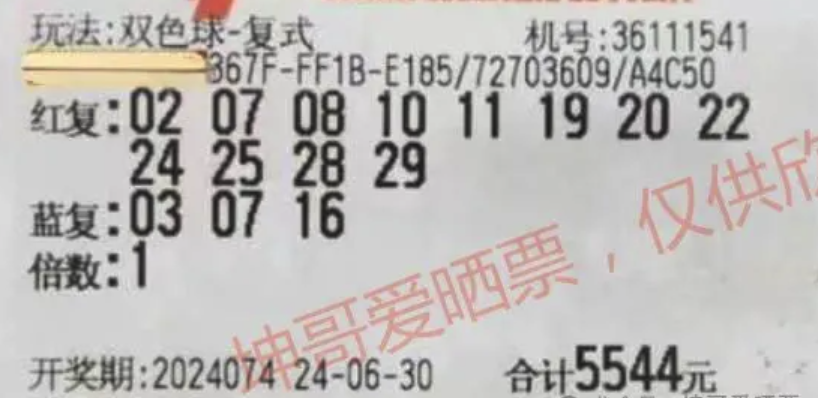 玩法:双色球-复式 机号:36111541
367F-FF1B-E185/72703609/A4C50
红复:02 07 08 10 11 19 20 22
24 25 28 29
蓝复:03 07 16
倍数:1
坤哥爱晒票，仅供欣
开奖期:2024074 24-06-30 合计5544元